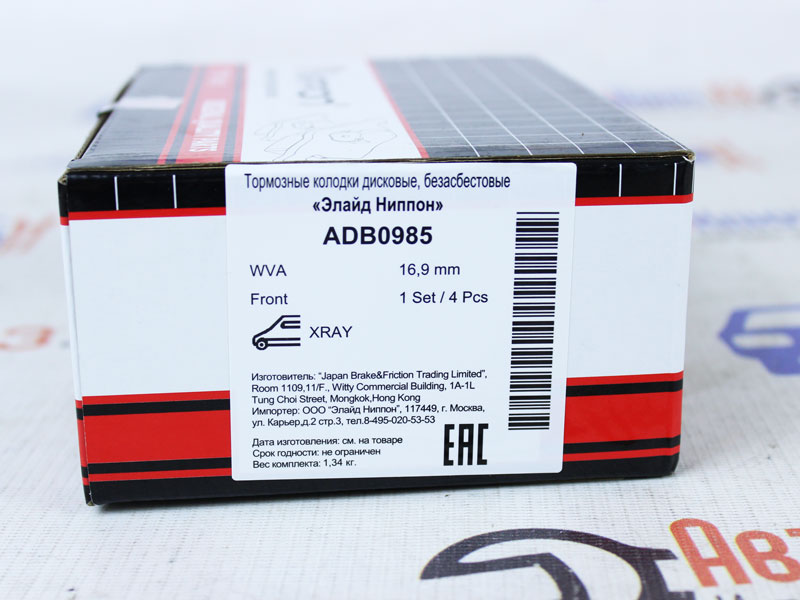 Тормозные колодки дисковые, безасбестовые
«Элайд Ниппон»
ADB0985
WVA 16,9 mm
Front 1 Set / 4 Pcs
XRAY
Изготовитель: "Japan Brake&Friction Trading Limited",
Room 1109,11/F., Witty Commercial Building, 1A-1L
Tung Choi Street, Mongkok,Hong Kong
Импортер: ООО "Элайд Ниппон", 117449, г. Москва,
ул. Карьер,д.2 стр.3, тел.8-495-020-53-53
Дата изготовления: см. на товаре
Срок годности: не ограничен
Вес комплекта: 1,34 кг.
EAC